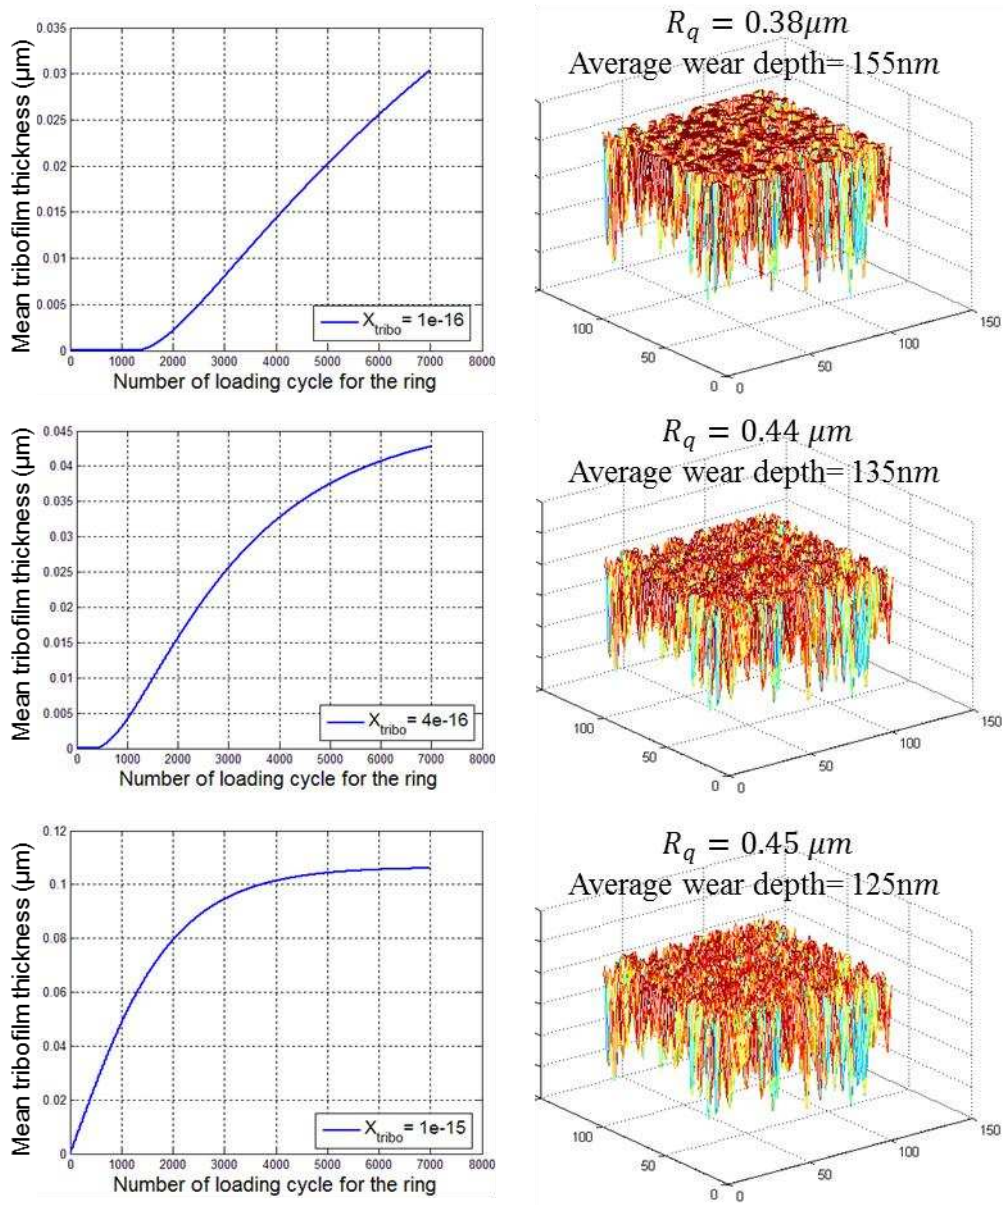 R_q = 0.38μm
Average wear depth= 155nm
Mean tribofilm thickness (μm)
0.035
0.03
0.025
0.02
0.015
0.01
0.005
0
X_tribo = 1e-16
0 1000 2000 3000 4000 5000 6000 7000 8000
Number of loading cycle for the ring
150
100
100
50
50
0 0
R_q = 0.44 μm
Average wear depth= 135nm
Mean tribofilm thickness (μm)
0.045
0.04
0.035
0.03
0.025
0.02
0.015
0.01
0.005
0
X_tribo = 4e-16
0 1000 2000 3000 4000 5000 6000 7000 8000
Number of loading cycle for the ring
150
100
100
50
50
0 0
R_q = 0.45 μm
Average wear depth= 125nm
Mean tribofilm thickness (μm)
0.12
0.1
0.08
0.06
0.04
0.02
0
X_tribo = 1e-15
0 1000 2000 3000 4000 5000 6000 7000 8000
Number of loading cycle for the ring
150
100
100
50
50
0 0